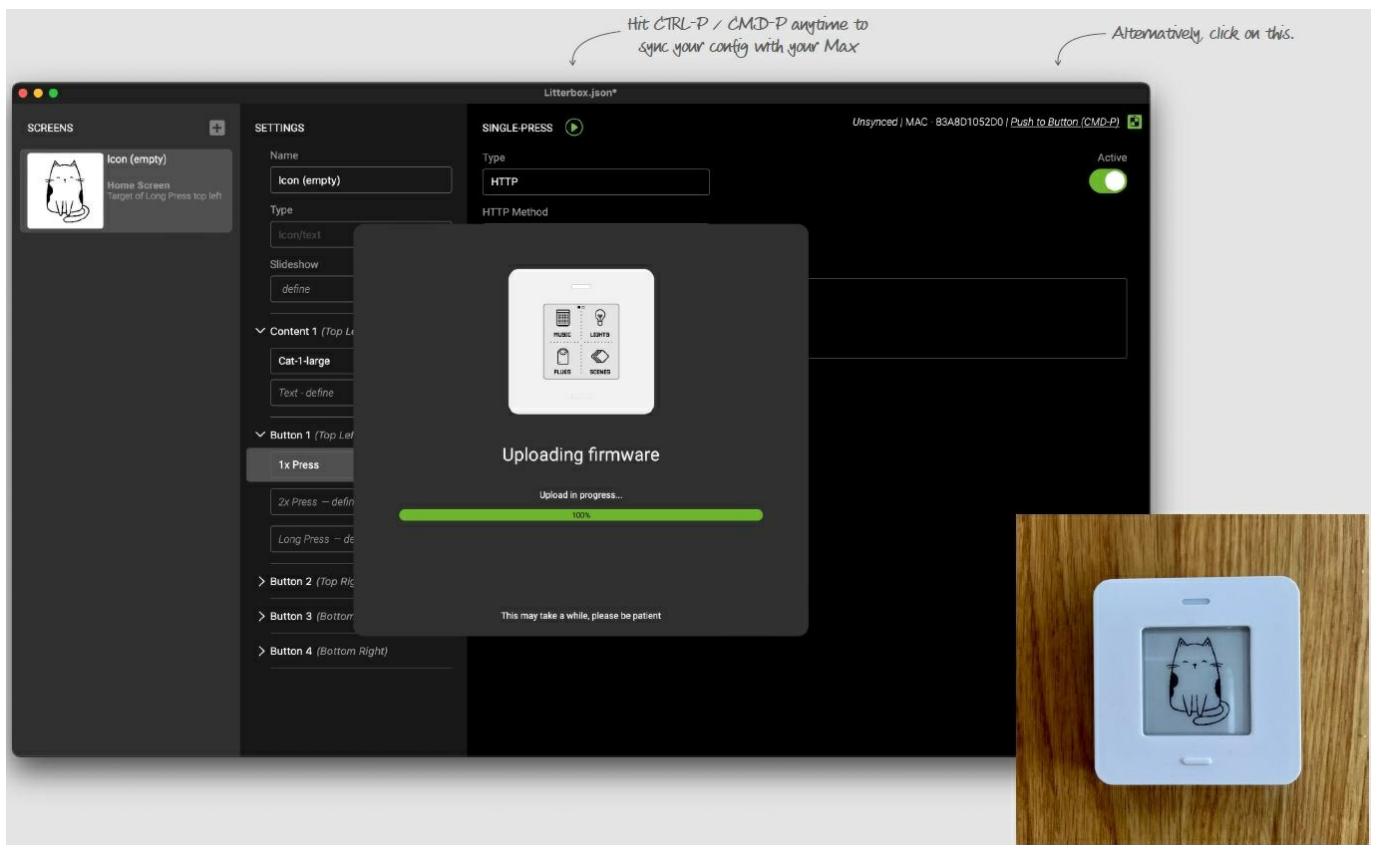 Hit CTRL-P / CMD-P anytime to
sync your config with your Max
Alternatively, click on this.
Litterbox.json*
SCREENS
Icon (empty)
Home Screen
Target of Long Press top left
SETTINGS
Name
Icon (empty)
Type
Icon/text
Slideshow
define
Content 1 (Top Le
Cat-1-large
Text - define
Button 1 (Top Lef
1x Press
2x Press — defin
Long Press — de
Button 2 (Top Rig
Button 3 (Bottom
Button 4 (Bottom Right)
SINGLE-PRESS
Unsynced | MAC - 83A8D1052D0 | Push to Button (CMD-P)
Type
Active
HTTP
HTTP Method
MUSIC LIGHTS
PLUGS SCENES
Uploading firmware
Upload in progress...
100%
This may take a while, please be patient